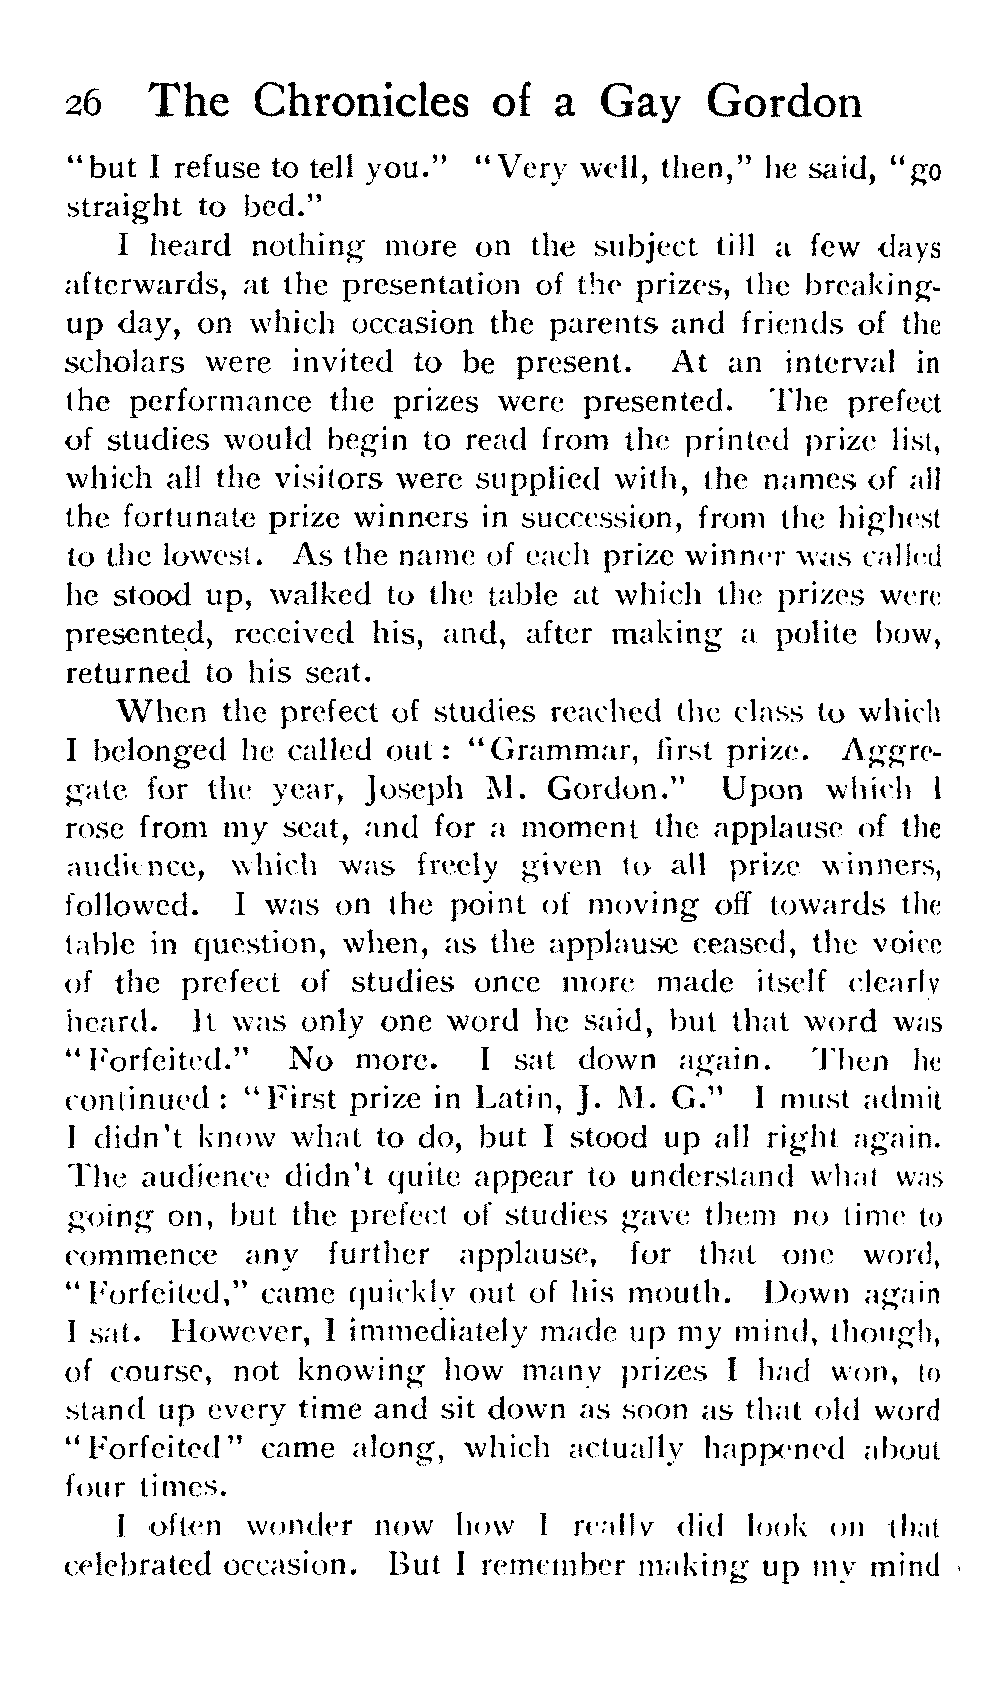 26 The Chronicles of a Gay Gordon
"but I refuse to tell you." "Very well, then," he said, "go
straight to bed."
I heard nothing more on the subject till a few days
afterwards, at the presentation of the prizes, the breaking-
up day, on which occasion the parents and friends of the
scholars were invited to be present. At an interval in
the performance the prizes were presented. The prefect
of studies would begin to read from the printed prize list,
which all the visitors were supplied with, the names of all
the fortunate prize winners in succession, from the highest
to the lowest. As the name of each prize winner was called
he stood up, walked to the table at which the prizes were
presented, received his, and, after making a polite bow,
returned to his seat.
When the prefect of studies reached the class to which
I belonged he called out: "Grammar, first prize. Aggre-
gate for the year, Joseph M. Gordon." Upon which I
rose from my seat, and for a moment the applause of the
audience, which was freely given to all prize winners,
followed. I was on the point of moving off towards the
table in question, when, as the applause ceased, the voice
of the prefect of studies once more made itself clearly
heard. It was only one word he said, but that word was
"Forfeited." No more. I sat down again. Then he
continued: "First prize in Latin, J. M. G." I must admit
I didn't know what to do, but I stood up all right again.
The audience didn't quite appear to understand what was
going on, but the prefect of studies gave them no time to
commence any further applause, for that one word,
"Forfeited," came quickly out of his mouth. Down again
I sat. However, I immediately made up my mind, though,
of course, not knowing how many prizes I had won, to
stand up every time and sit down as soon as that old word
"Forfeited" came along, which actually happened about
four times.
I often wonder now how I really did look on that
celebrated occasion. But I remember making up my mind